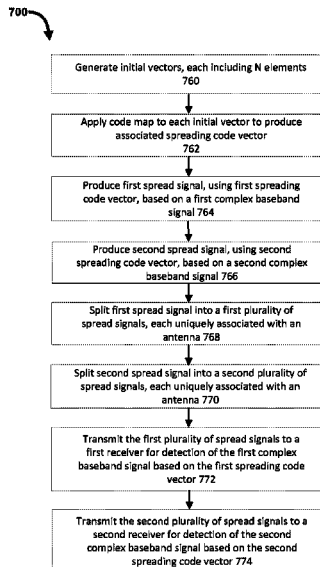 700
Generate initial vectors, each including N elements
760
Apply code map to each initial vector to produce
associated spreading code vector
762
Produce first spread signal, using first spreading
code vector, based on a first complex baseband
signal 764
Produce second spread signal, using second
spreading code vector, based on a second complex
baseband signal 766
Split first spread signal into a first plurality of
spread signals, each uniquely associated with an
antenna 768
Split second spread signal into a second plurality of
spread signals, each uniquely associated with an
antenna 770
Transmit the first plurality of spread signals to a
first receiver for detection of the first complex
baseband signal based on the first spreading code
vector 772
Transmit the second plurality of spread signals to a
second receiver for detection of the second
complex baseband signal based on the second
spreading code vector 774